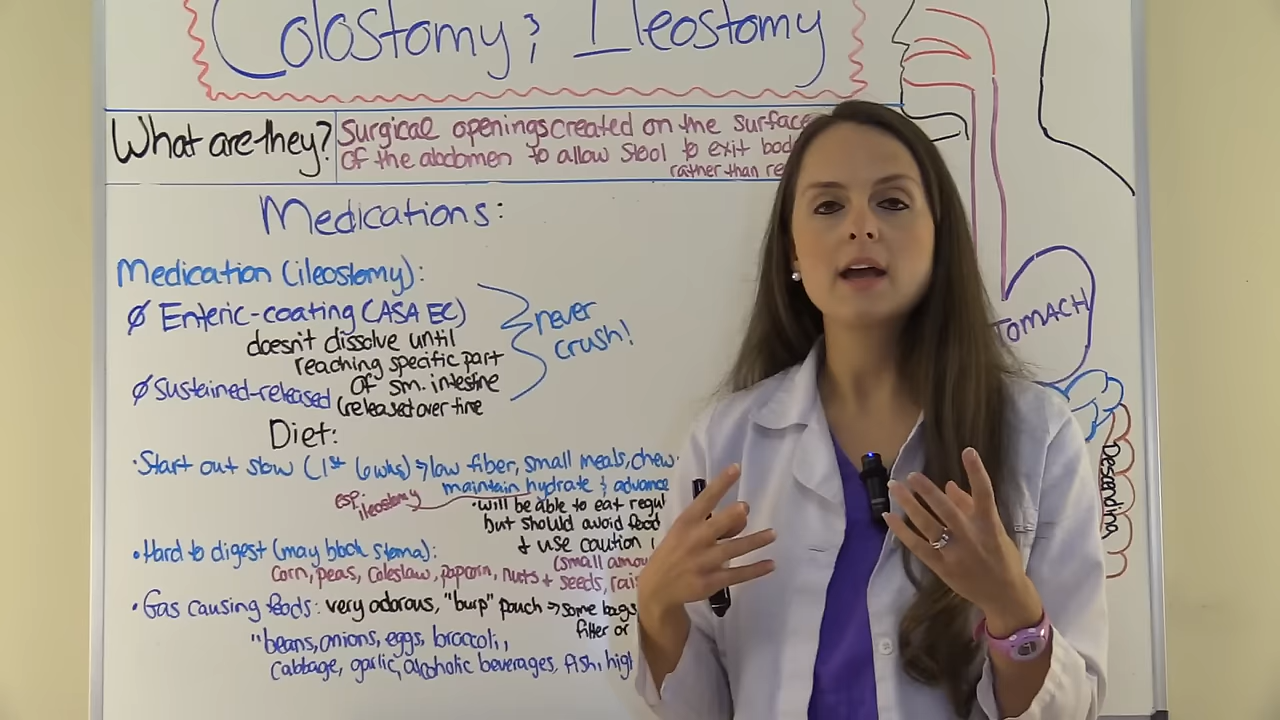 Colostomy & Ileostomy
What are they?
Surgical openings created on the surface
of the abdomen to allow stool to exit body
rather than re
Medications:
Medication (ileostomy):
Ø Enteric-coating (ASA EC)
doesn't dissolve until
reaching specific part
of sm. intestine
never
crush!
Ø Sustained-released (released over time
Diet:
• Start out slow (1st 6wks) → low fiber, small meals, chew
maintain hydrate & advance
esp. ileostomy
• will be able to eat regul
but should avoid food
+ use caution
(small amou
• Hard to digest (may block stoma):
corn, peas, coleslaw, popcorn, nuts + seeds, rais
• Gas causing foods: very odorous, "burp" pouch → some bags
filter or
"beans, onions, eggs, broccoli,
cabbage, garlic, alcoholic beverages, fish, high
TOMACH
Descending